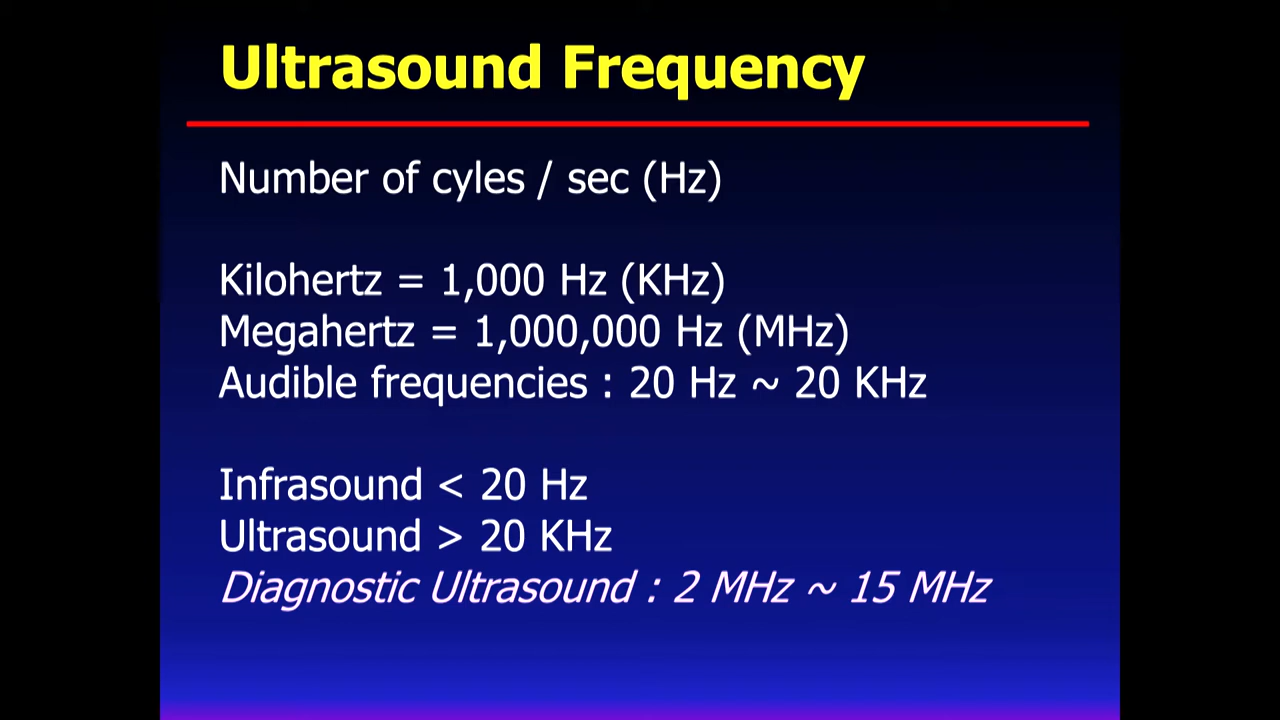 Ultrasound Frequency
Number of cyles / sec (Hz)
Kilohertz = 1,000 Hz (KHz)
Megahertz = 1,000,000 Hz (MHz)
Audible frequencies : 20 Hz ~ 20 KHz
Infrasound < 20 Hz
Ultrasound > 20 KHz
Diagnostic Ultrasound : 2 MHz ~ 15 MHz